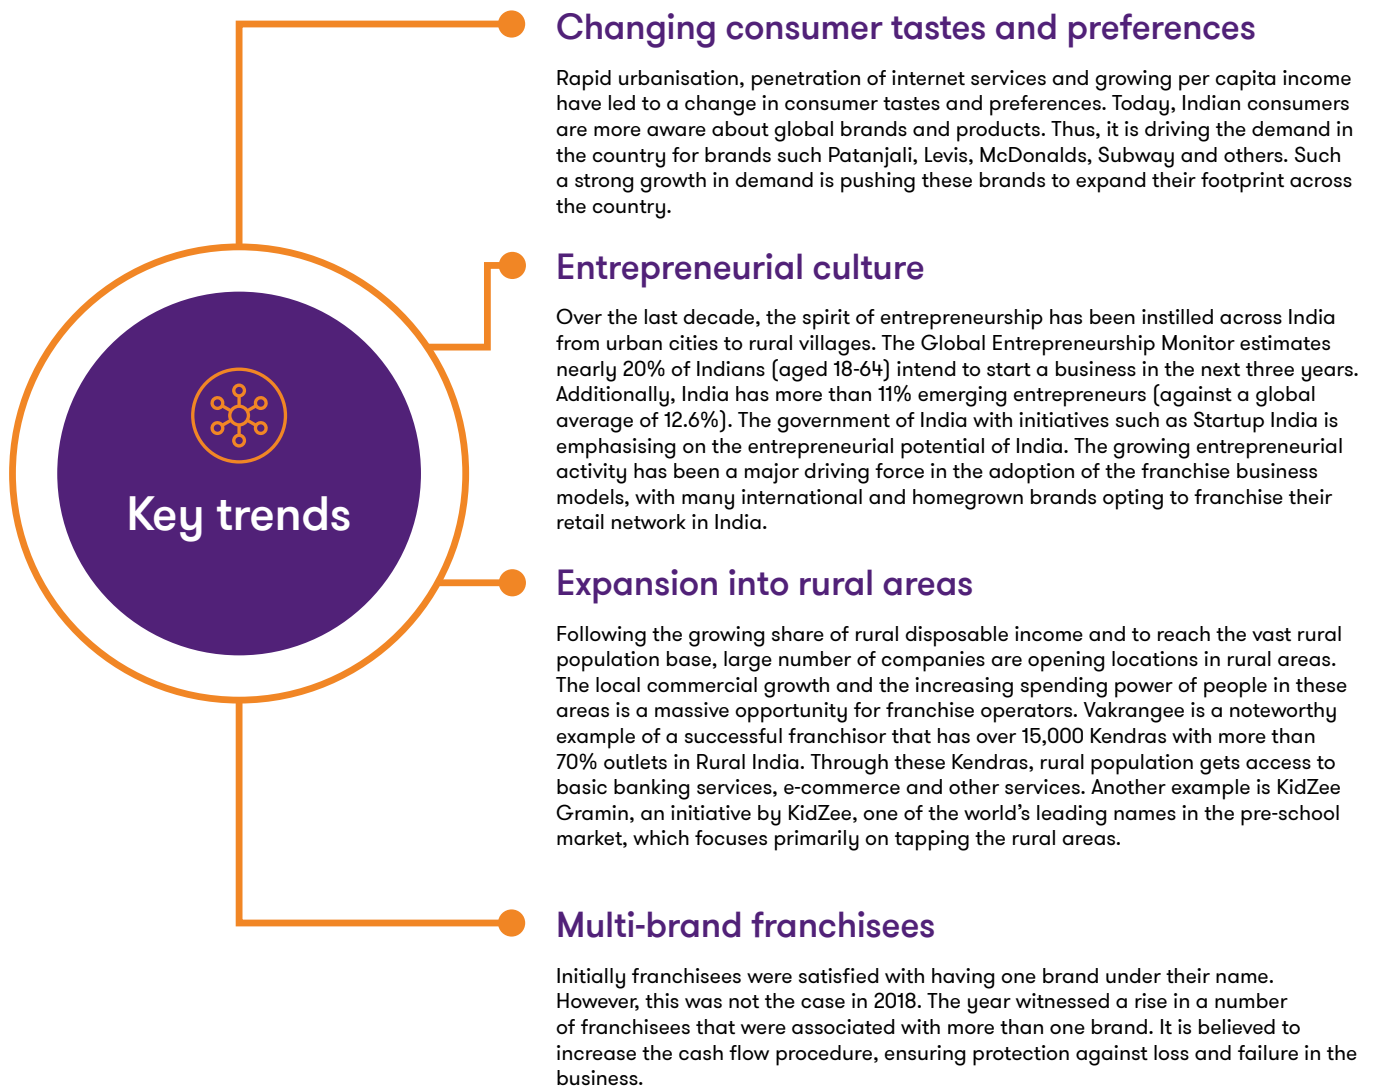 Changing consumer tastes and preferences
Rapid urbanisation, penetration of internet services and growing per capita income
have led to a change in consumer tastes and preferences. Today, Indian consumers
are more aware about global brands and products. Thus, it is driving the demand in
the country for brands such Patanjali, Levis, McDonalds, Subway and others. Such
a strong growth in demand is pushing these brands to expand their footprint across
the country.
Entrepreneurial culture
Over the last decade, the spirit of entrepreneurship has been instilled across India
from urban cities to rural villages. The Global Entrepreneurship Monitor estimates
nearly 20% of Indians (aged 18-64) intend to start a business in the next three years.
Additionally, India has more than 11% emerging entrepreneurs (against a global
average of 12.6%). The government of India with initiatives such as Startup India is
emphasising on the entrepreneurial potential of India. The growing entrepreneurial
activity has been a major driving force in the adoption of the franchise business
models, with many international and homegrown brands opting to franchise their
retail network in India.
Key trends
Expansion into rural areas
Following the growing share of rural disposable income and to reach the vast rural
population base, large number of companies are opening locations in rural areas.
The local commercial growth and the increasing spending power of people in these
areas is a massive opportunity for franchise operators. Vakrangee is a noteworthy
example of a successful franchisor that has over 15,000 Kendras with more than
70% outlets in Rural India. Through these Kendras, rural population gets access to
basic banking services, e-commerce and other services. Another example is KidZee
Gramin, an initiative by KidZee, one of the world's leading names in the pre-school
market, which focuses primarily on tapping the rural areas.
Multi-brand franchisees
Initially franchisees were satisfied with having one brand under their name.
However, this was not the case in 2018. The year witnessed a rise in a number
of franchisees that were associated with more than one brand. It is believed to
increase the cash flow procedure, ensuring protection against loss and failure in the
business.